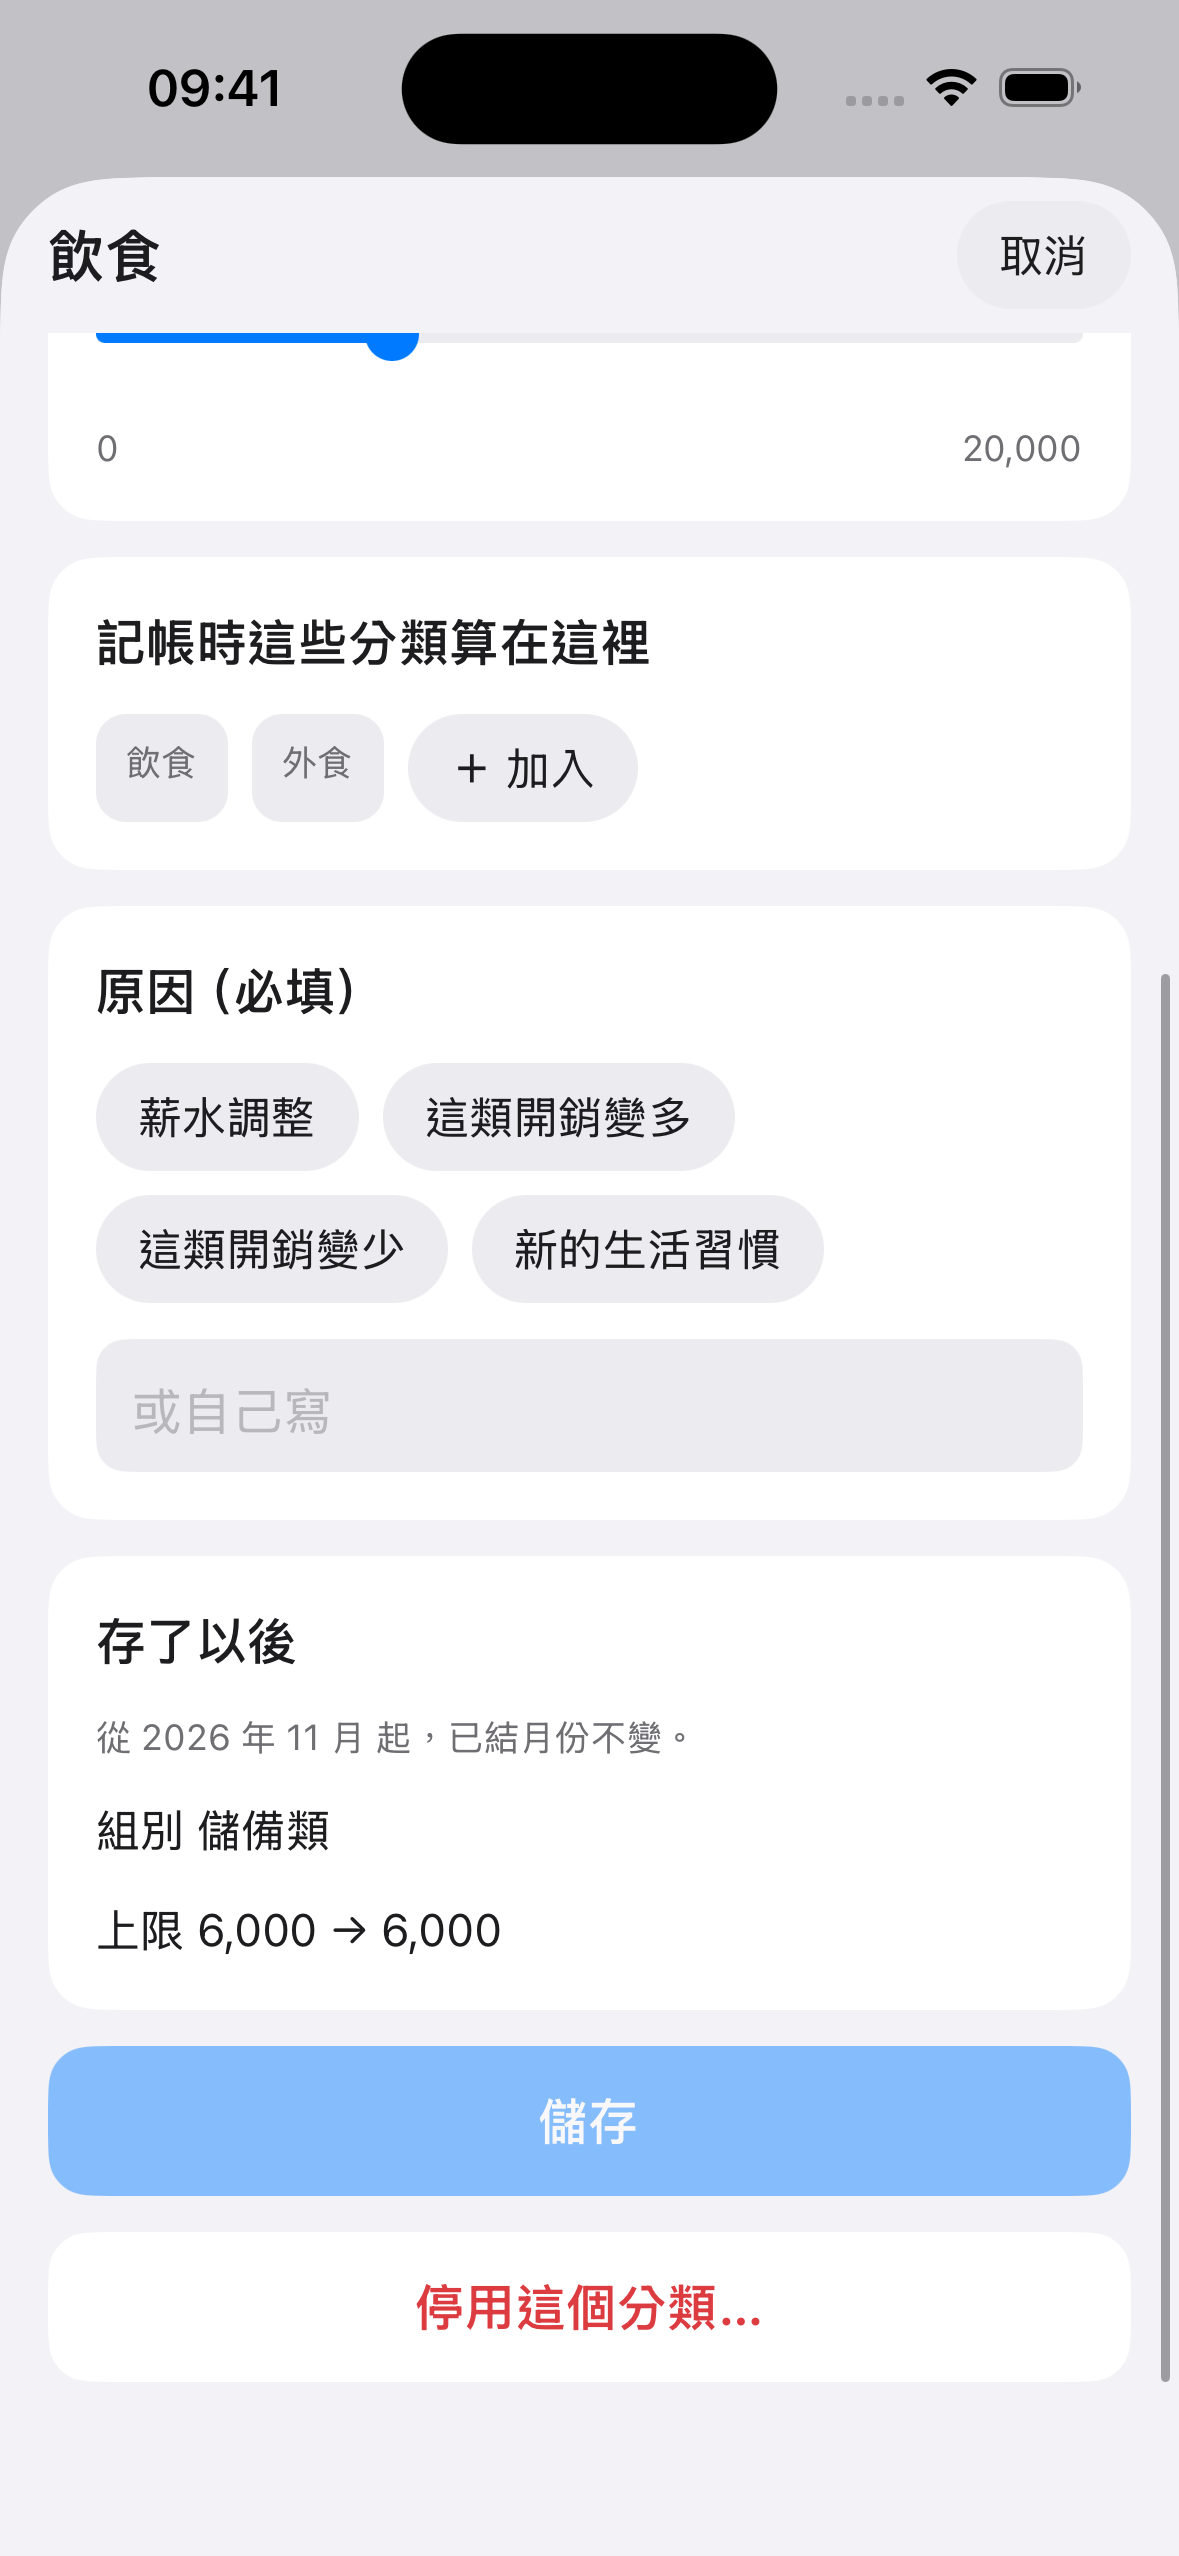 09:41
飲食
取消
0
20,000
記帳時這些分類算在這裡
飲食
外食
+ 加入
原因（必填）
薪水調整
這類開銷變多
這類開銷變少
新的生活習慣
或自己寫
存了以後
從 2026 年 11 月 起，已結月份不變。
組別 儲備類
上限 6,000 → 6,000
儲存
停用這個分類...